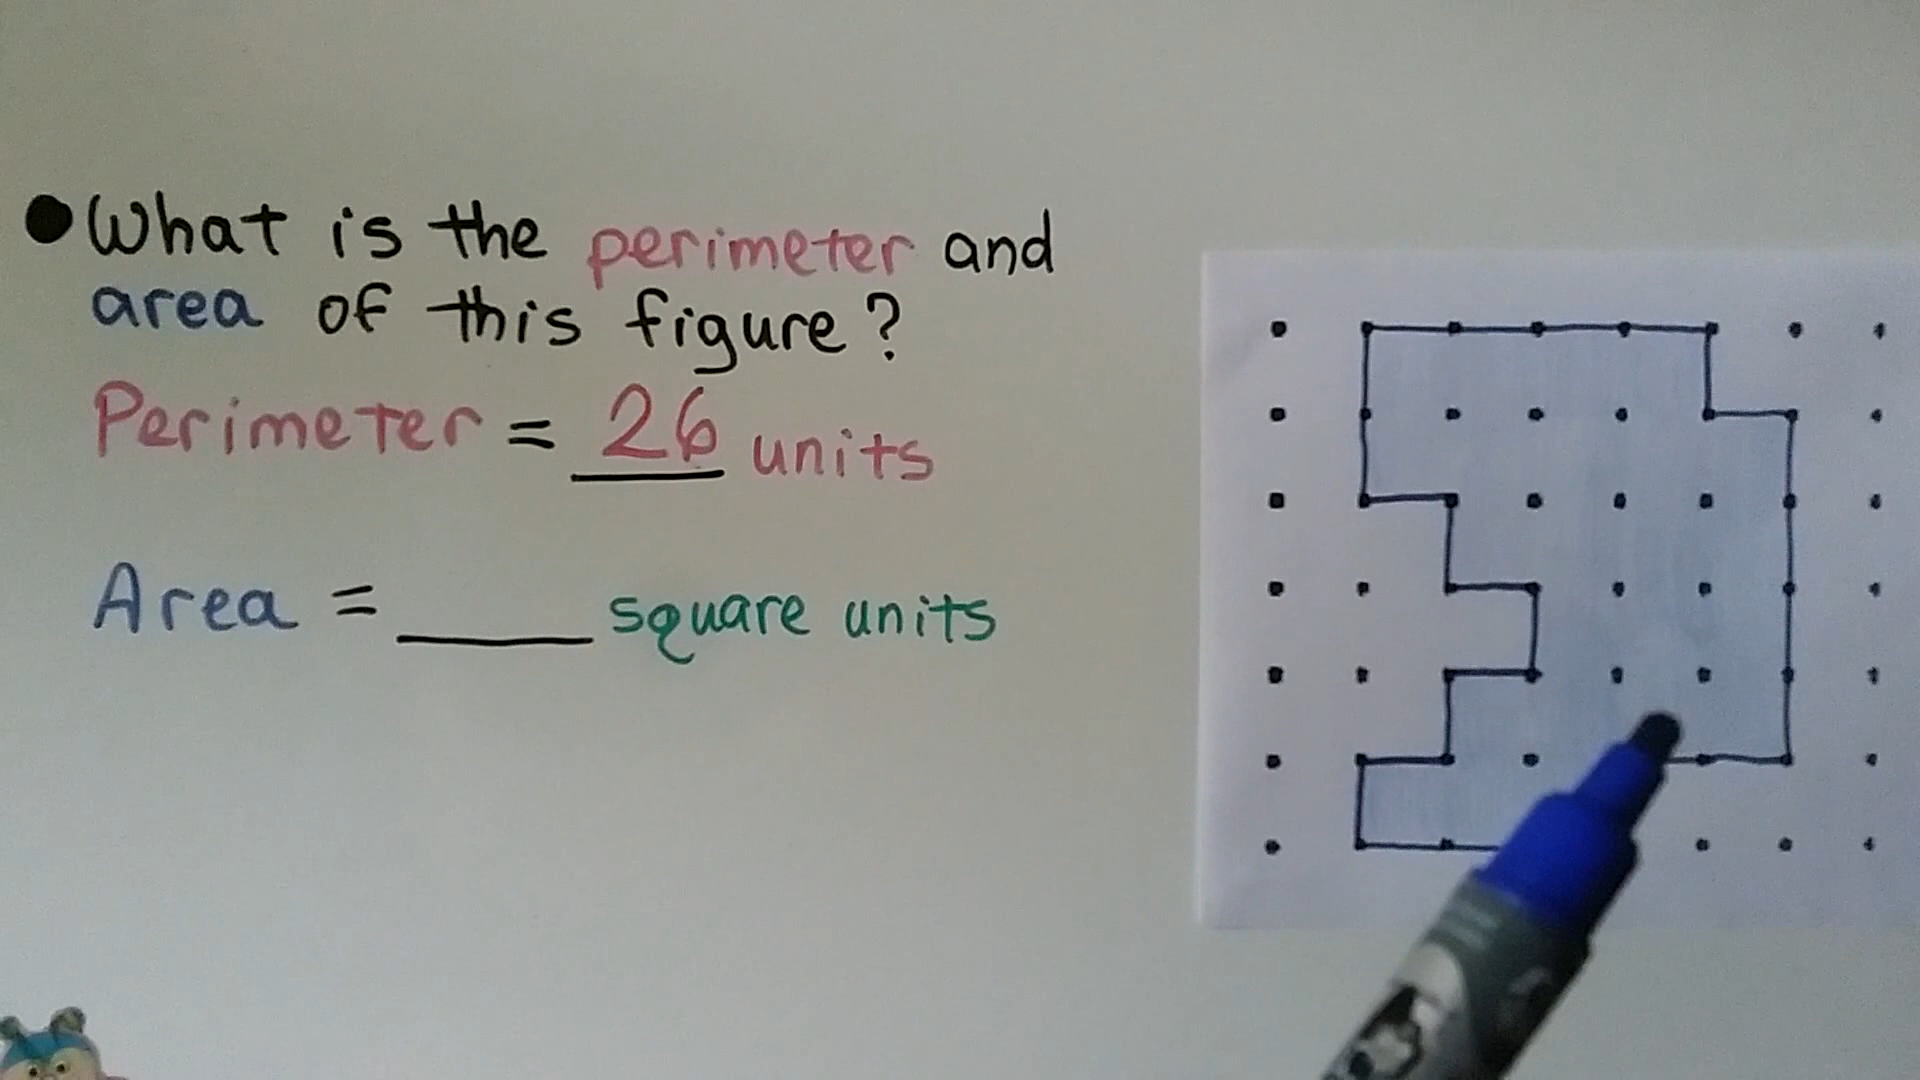 What is the perimeter and
area of this figure?
Perimeter = 26 units
Area = ____ square units